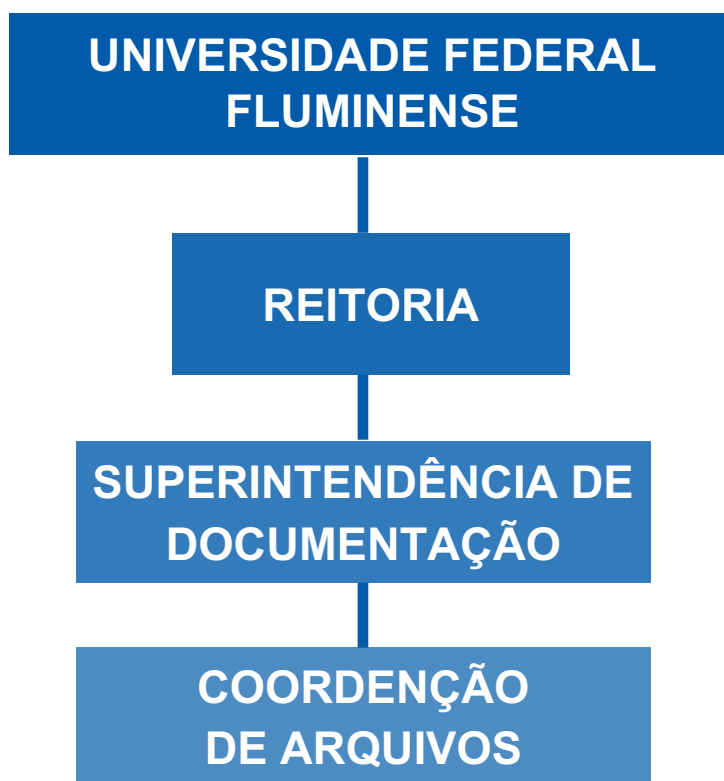 UNIVERSIDADE FEDERAL
FLUMINENSE
REITORIA
SUPERINTENDÊNCIA DE
DOCUMENTAÇÃO
COORDENÇÃO
DE ARQUIVOS